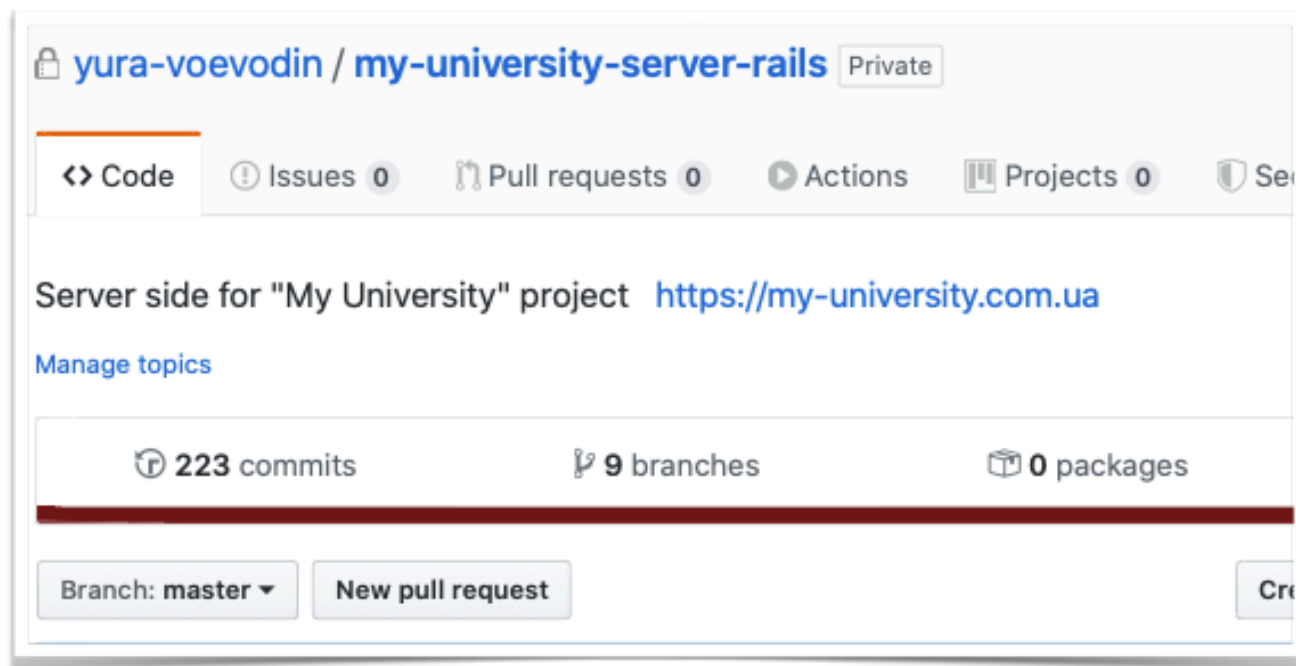 yura-voevodin / my-university-server-rails Private
<> Code Issues 0 Pull requests 0 Actions Projects 0
Server side for "My University" project https://my-university.com.ua
Manage topics
223 commits 9 branches 0 packages
Branch: master New pull request